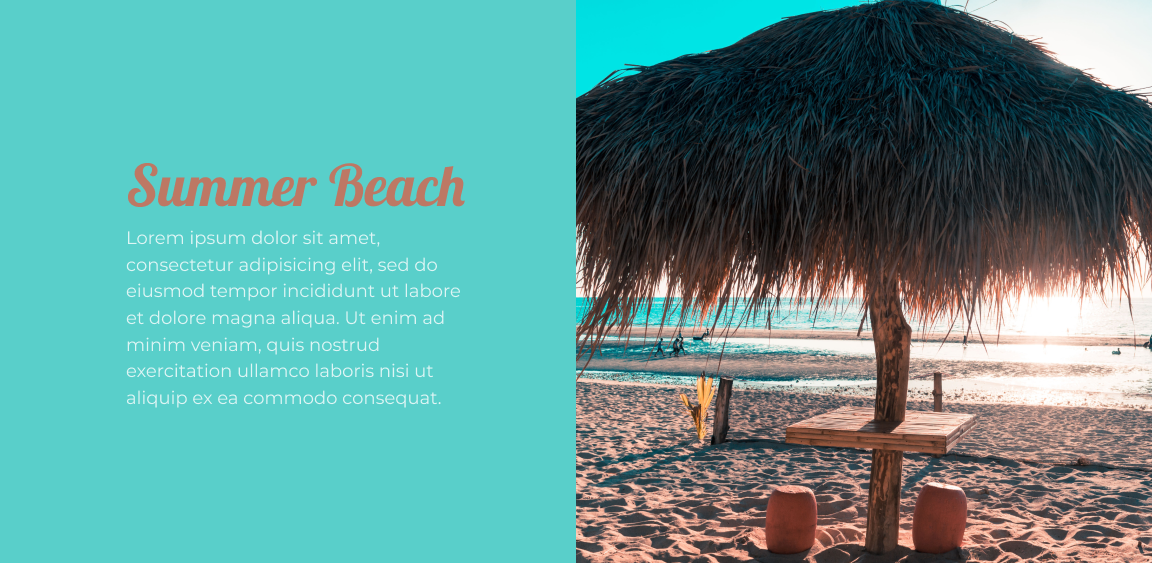 Summer Beach
Lorem ipsum dolor sit amet,
consectetur adipisicing elit, sed do
eiusmod tempor incididunt ut labore
et dolore magna aliqua. Ut enim ad
minim veniam, quis nostrud
exercitation ullamco laboris nisi ut
aliquip ex ea commodo consequat.